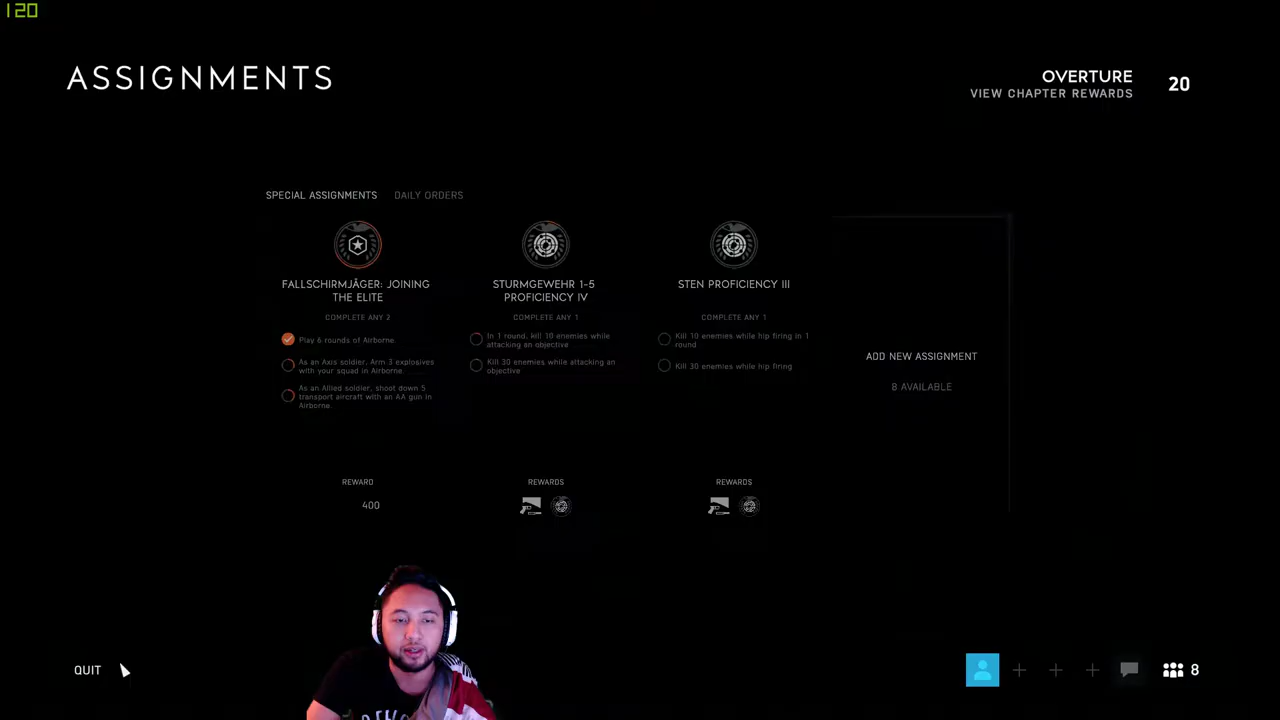 120
ASSIGNMENTS
OVERTURE
VIEW CHAPTER REWARDS
20
SPECIAL ASSIGNMENTS
DAILY ORDERS
FALLSCHIRMJÄGER: JOINING
THE ELITE
COMPLETE ANY 2
Play 6 rounds of Airborne.
As an Axis soldier, Arm 3 explosives
with your squad in Airborne.
As an Allied soldier, shoot down 5
transport aircraft with an AA gun in
Airborne.
REWARD
400
STURMGEWEHR 1-5
PROFICIENCY IV
COMPLETE ANY 1
In 1 round, kill 10 enemies while
attacking an objective
Kill 30 enemies while attacking an
objective
REWARDS
STEN PROFICIENCY III
COMPLETE ANY 1
Kill 10 enemies while hip firing in 1
round
Kill 30 enemies while hip firing
REWARDS
ADD NEW ASSIGNMENT
8 AVAILABLE
QUIT
8